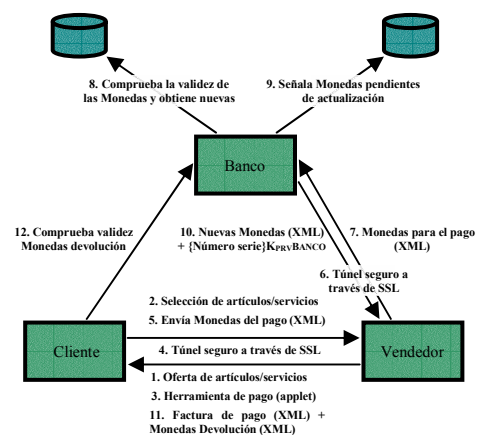 8. Comprueba la validez de
las Monedas y obtiene nuevas
9. Señala Monedas pendientes
de actualización
Banco
12. Comprueba validez
Monedas devolución
10. Nuevas Monedas (XML)
+ {Número serie}KPRVBANCO
7. Monedas para el pago
(XML)
6. Túnel seguro a
través de SSL
2. Selección de artículos/servicios
5. Envía Monedas del pago (XML)
Cliente
4. Túnel seguro a través de SSL
Vendedor
1. Oferta de artículos/servicios
3. Herramienta de pago (applet)
11. Factura de pago (XML) +
Monedas Devolución (XML)